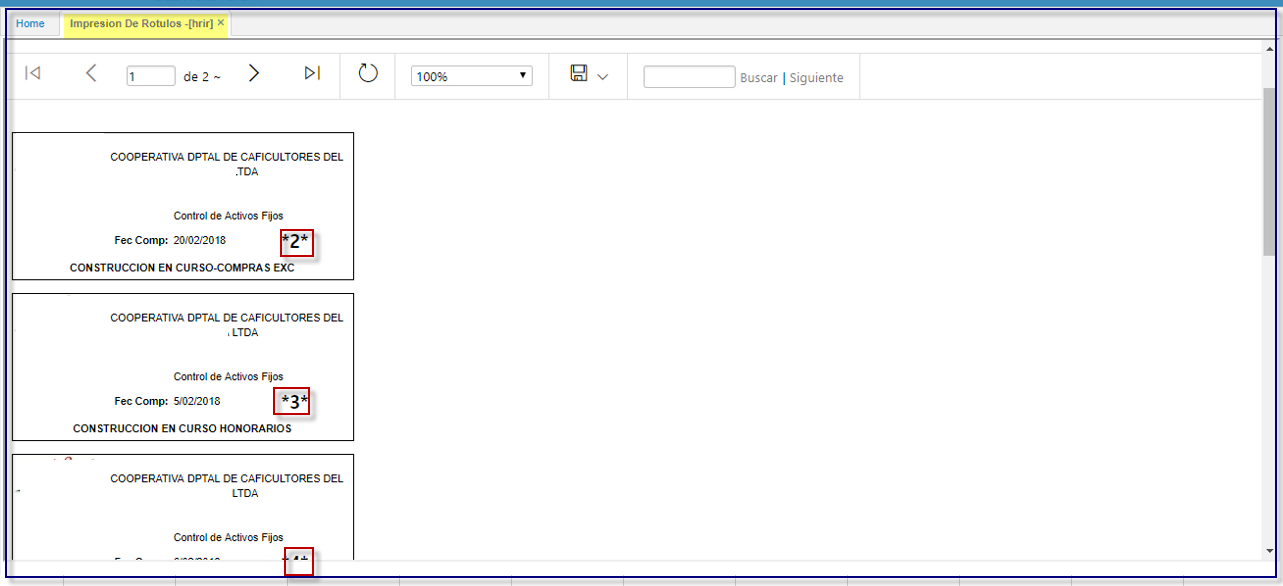 Home
Impresion De Rotulos -[hrir] ×
1 de 2 ~
100%
Buscar | Siguiente
COOPERATIVA DPTAL DE CAFICULTORES DEL
.TDA
Control de Activos Fijos
Fec Comp: 20/02/2018 *2*
CONSTRUCCION EN CURSO-COMPRAS EXC
COOPERATIVA DPTAL DE CAFICULTORES DEL
LTDA
Control de Activos Fijos
Fec Comp: 5/02/2018 *3*
CONSTRUCCION EN CURSO HONORARIOS
COOPERATIVA DPTAL DE CAFICULTORES DEL
LTDA
Control de Activos Fijos